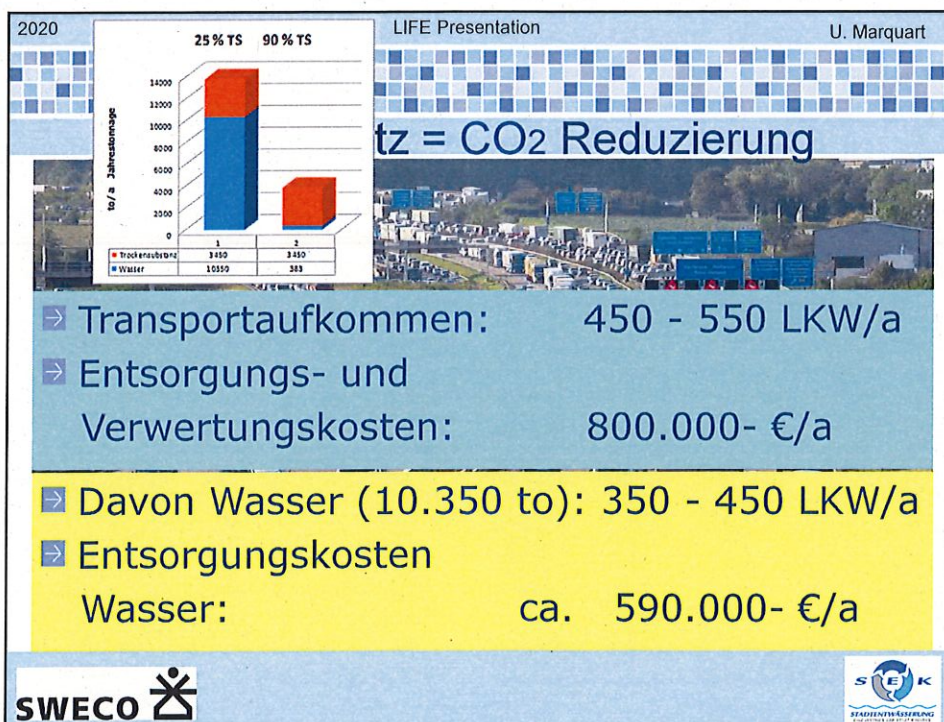 2020
LIFE Presentation
U. Marquart
25 % TS 90 % TS
to/a Jahrestonnage
14000
12000
10000
8000
6000
4000
2000
0
1 2
Trockensubstanz 3450 3450
Wasser 10350 383
tz = CO2 Reduzierung
Transportaufkommen: 450 - 550 LKW/a
Entsorgungs- und
Verwertungskosten: 800.000- €/a
Davon Wasser (10.350 to): 350 - 450 LKW/a
Entsorgungskosten
Wasser: ca. 590.000- €/a
SWECO
SEK
STADTENTWÄSSERUNG